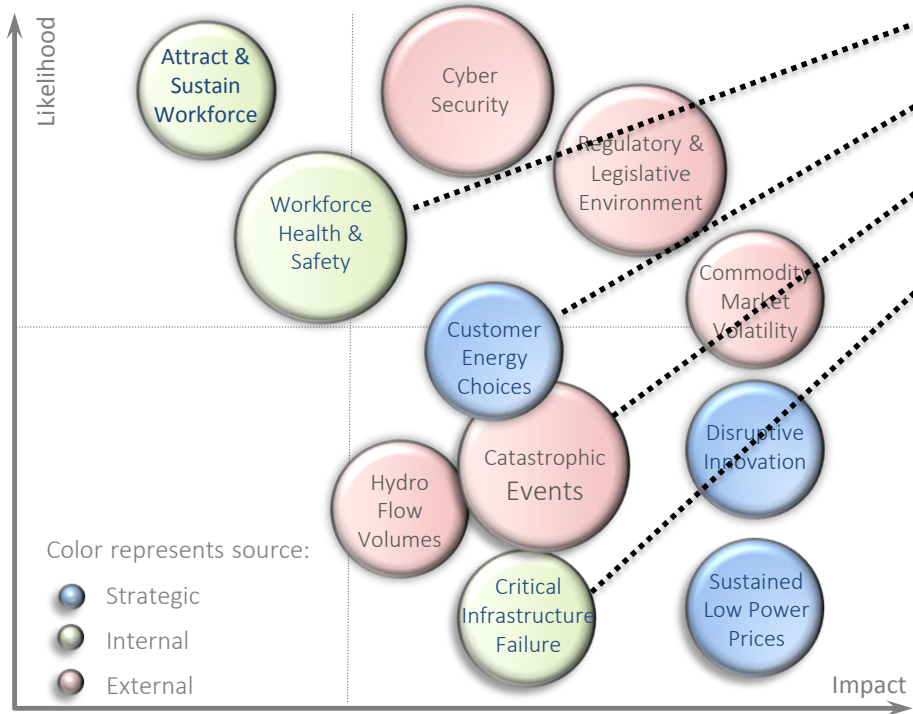 Likelihood
Attract &
Sustain
Workforce
Cyber
Security
Regulatory &
Legislative
Environment
Workforce
Health &
Safety
Commodity
Market
Volatility
Customer
Energy
Choices
Disruptive
Innovation
Catastrophic
Events
Hydro
Flow
Volumes
Critical
Infrastructure
Failure
Sustained
Low Power
Prices
Color represents source:
Strategic
Internal
External
Impact